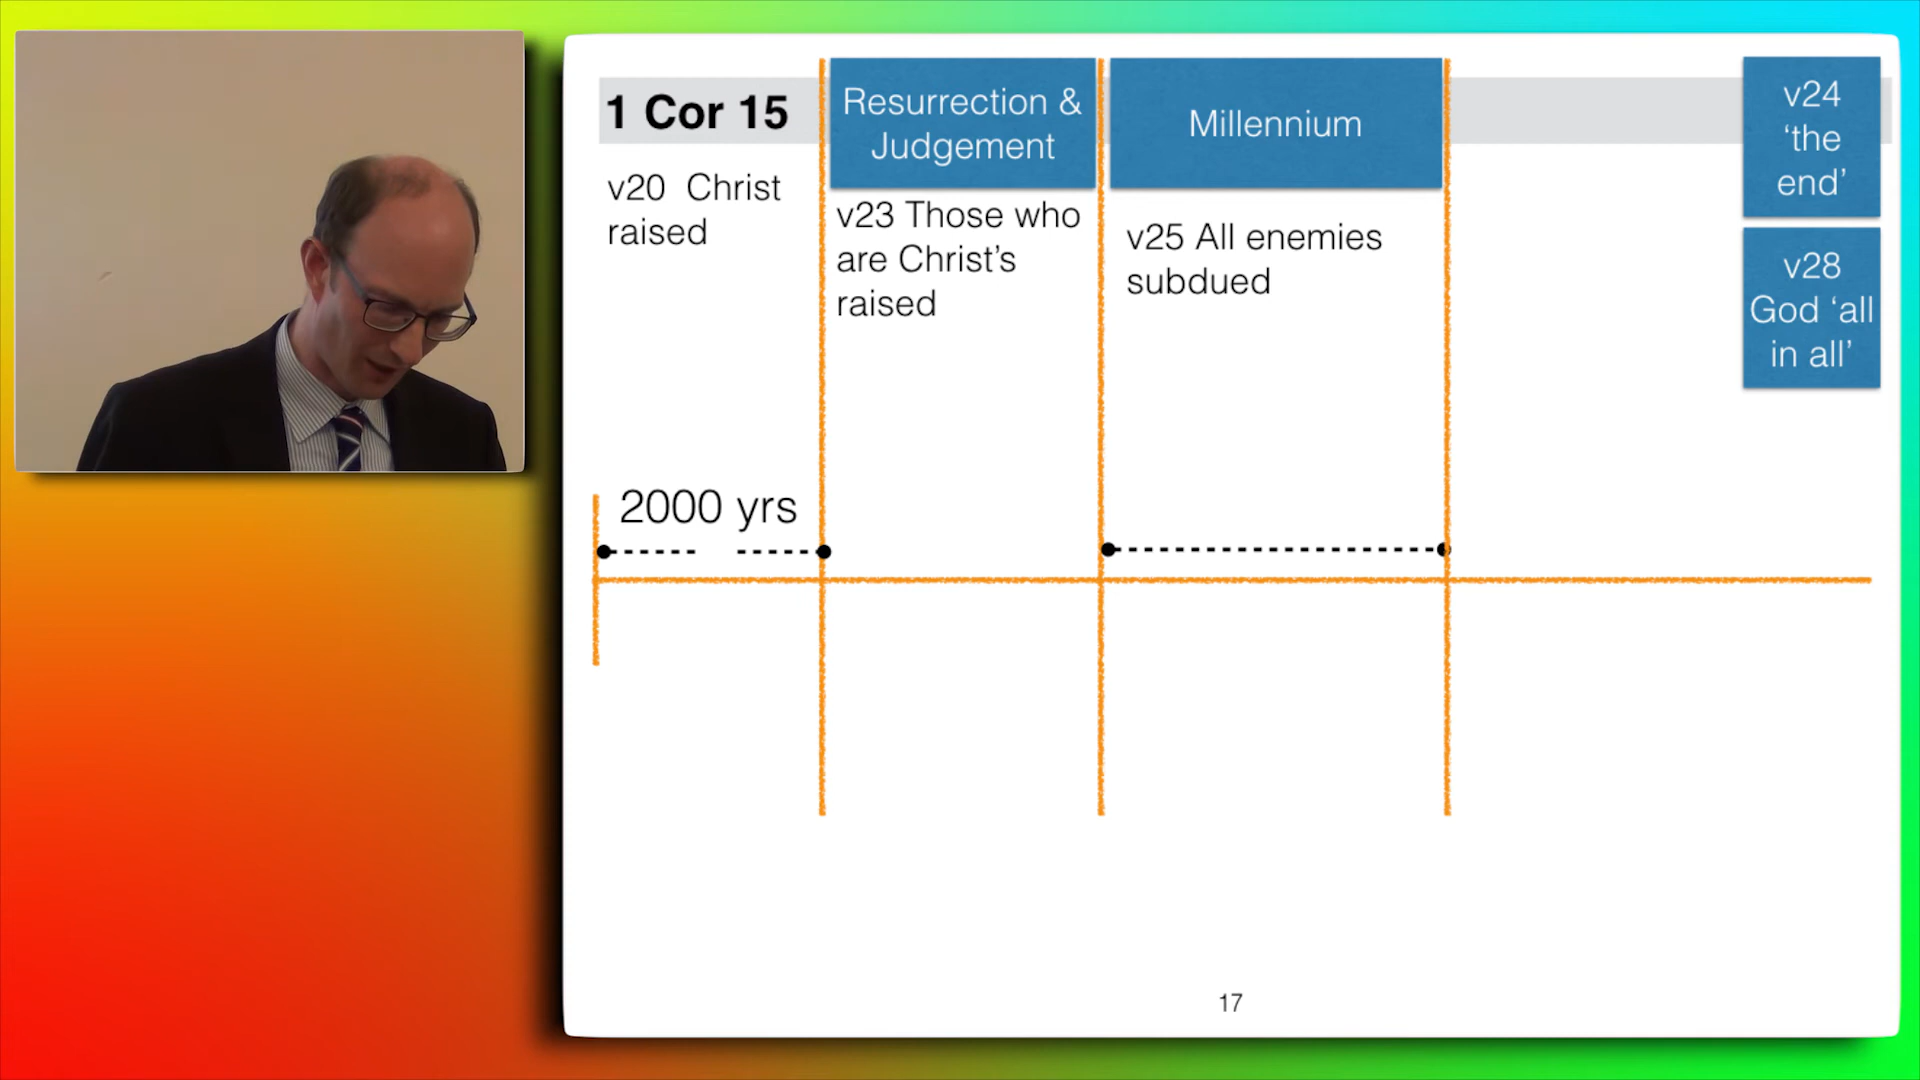 1 Cor 15
v20  Christ
raised
Resurrection &
Judgement
v23 Those who
are Christ’s
raised
Millennium
v25 All enemies
subdued
v24
‘the
end’
v28
God ‘all
in all’
2000 yrs
17